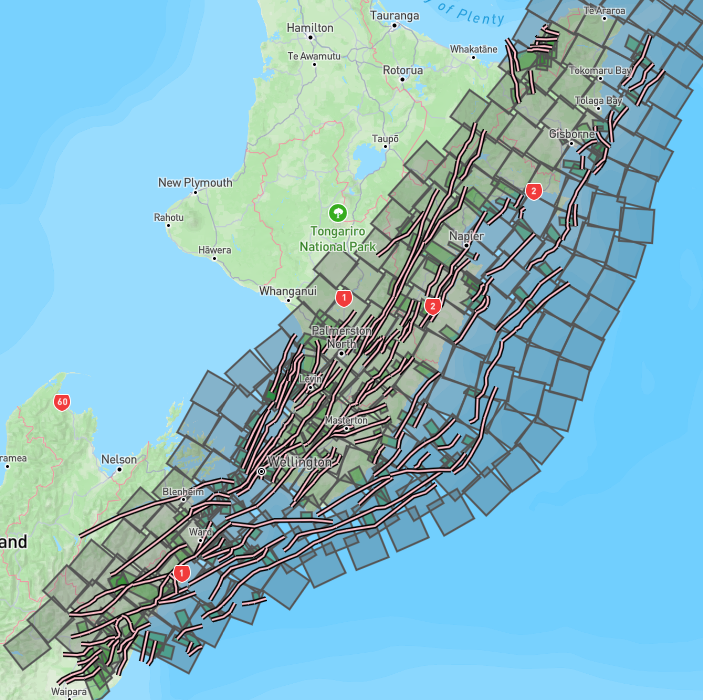 Te Araroa
Tauranga
y of Plenty
Hamilton
Whakatāne
Te Awamutu
Rotorua
Tokomaru Bay
Tolaga Bay
Gisborne
Taupō
New Plymouth
2
Rahotu
Tongariro
National Park
Napier
Hāwera
Whanganui
1
2
Palmerston
North
Levin
60
Masterton
ramea
Nelson
Wellington
Blenheim
Ward
and
1
Waipara